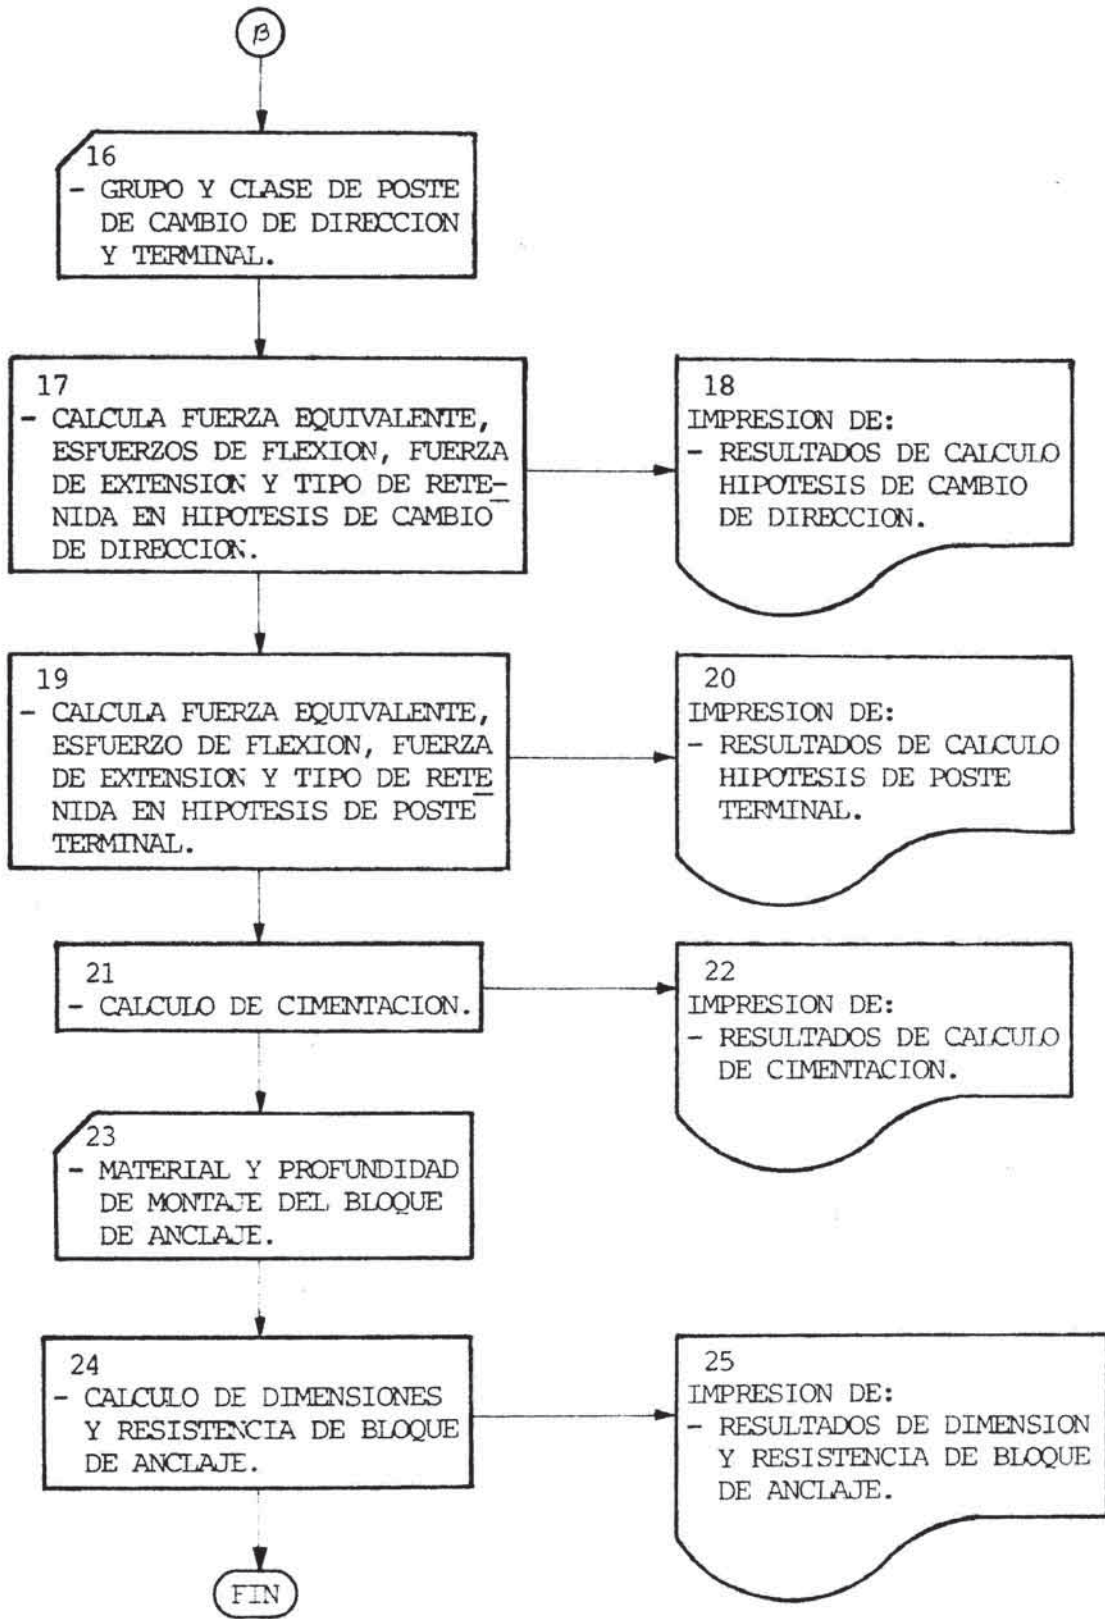 β
16
- GRUPO Y CLASE DE POSTE
DE CAMBIO DE DIRECCION
Y TERMINAL.
17
- CALCULA FUERZA EQUIVALENTE,
ESFUERZOS DE FLEXION, FUERZA
DE EXTENSION Y TIPO DE RETE-
NIDA EN HIPOTESIS DE CAMBIO
DE DIRECCION.
18
IMPRESION DE:
- RESULTADOS DE CALCULO
HIPOTESIS DE CAMBIO
DE DIRECCION.
19
- CALCULA FUERZA EQUIVALENTE,
ESFUERZO DE FLEXION, FUERZA
DE EXTENSION Y TIPO DE RETE
NIDA EN HIPOTESIS DE POSTE
TERMINAL.
20
IMPRESION DE:
- RESULTADOS DE CALCULO
HIPOTESIS DE POSTE
TERMINAL.
21
- CALCULO DE CIMENTACION.
22
IMPRESION DE:
- RESULTADOS DE CALCULO
DE CIMENTACION.
23
- MATERIAL Y PROFUNDIDAD
DE MONTAJE DEL BLOQUE
DE ANCLAJE.
24
- CALCULO DE DIMENSIONES
Y RESISTENCIA DE BLOQUE
DE ANCLAJE.
25
IMPRESION DE:
- RESULTADOS DE DIMENSION
Y RESISTENCIA DE BLOQUE
DE ANCLAJE.
FIN